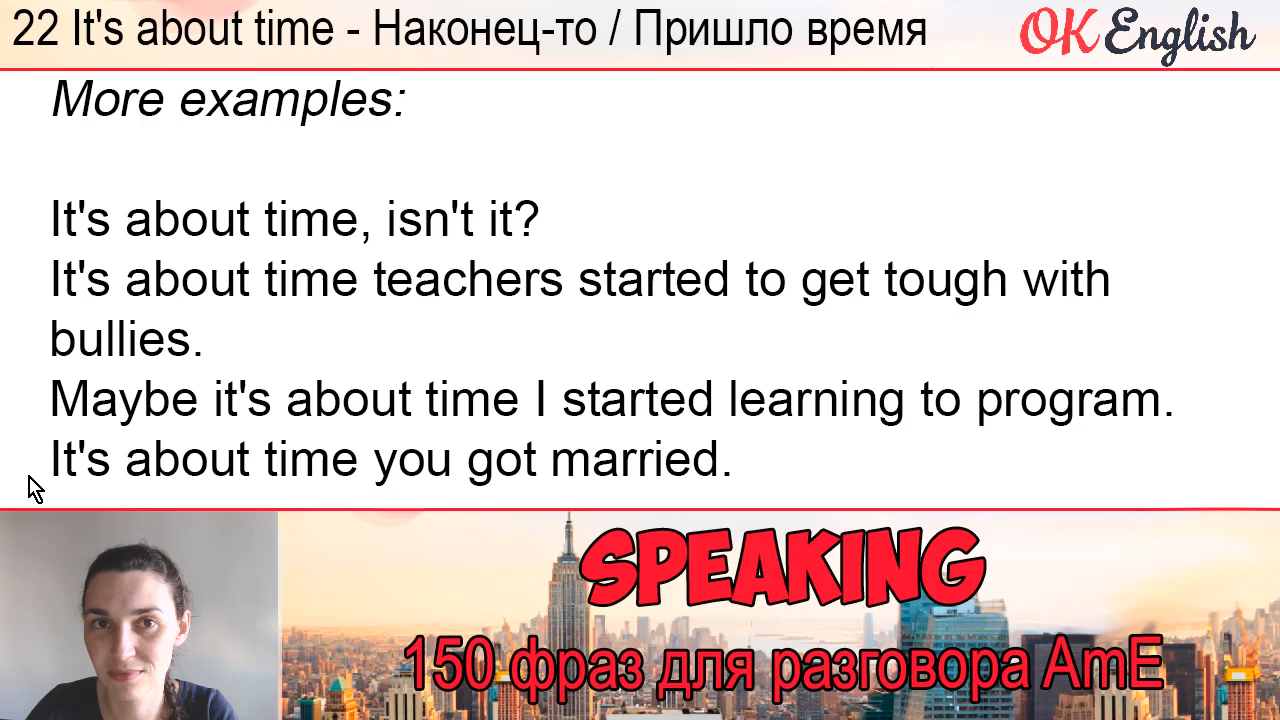 22 It's about time - Наконец-то / Пришло время
OK English
More examples:
It's about time, isn't it?
It's about time teachers started to get tough with
bullies.
Maybe it's about time I started learning to program.
It's about time you got married.
SPEAKING
150 фраз для разговора AmE